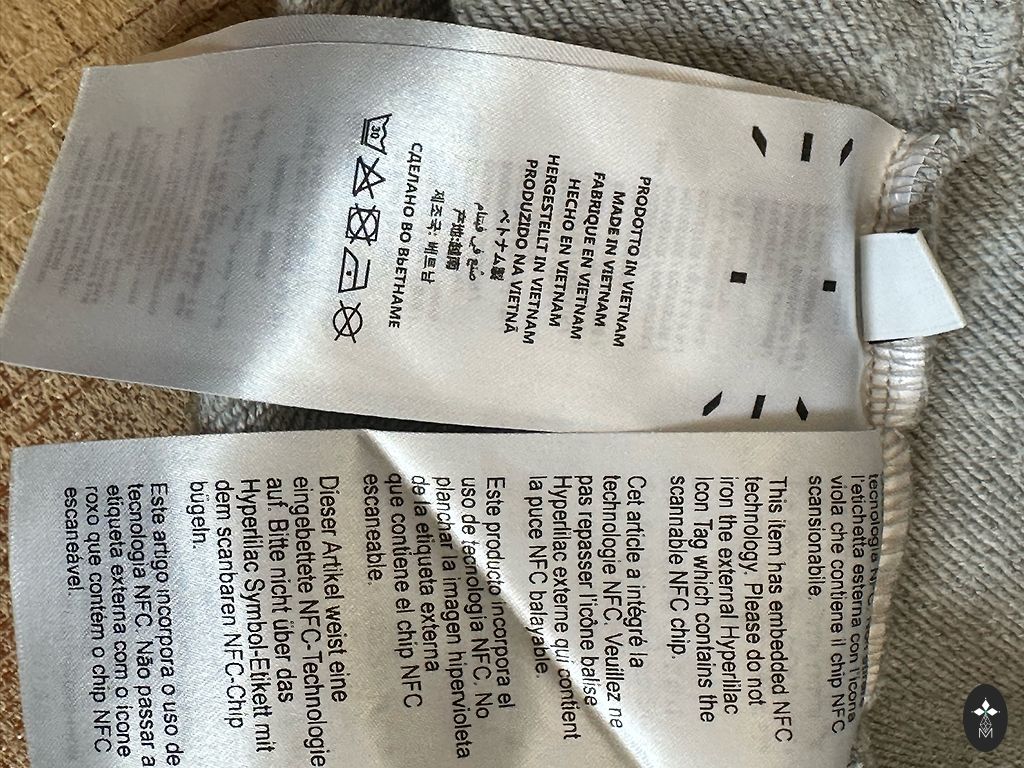 PRODOTTO IN VIETNAM
MADE IN VIETNAM
FABRIQUE EN VIETNAM
HECHO EN VIETNAM
HERGESTELLT IN VIETNAM
PRODUZIDO NA VIETNÃ
ベトナム製
صنع في فيتنام
产地:越南
제조국: 베트남
СДЕЛАНО ВО ВЬЕТНАМЕ
30
tecnologia NFC.
l'etichetta esterna con l'icona
viola che contiene il chip NFC
scansionabile.
This item has embedded NFC
technology. Please do not
iron the external Hyperlilac
Icon Tag which contains the
scannable NFC chip.
Cet article a intégré la
technologie NFC. Veuillez ne
pas repasser l'icône balise
Hyperlilac externe qui contient
la puce NFC balayable.
Este producto incorpora el
uso de tecnología NFC. No
planchar la imagen hipervioleta
de la etiqueta externa
que contiene el chip NFC
escaneable.
Dieser Artikel weist eine
eingebettete NFC-Technologie
auf. Bitte nicht über das
Hyperlilac Symbol-Etikett mit
dem scanbaren NFC-Chip
bügeln.
Este artigo incorpora o uso de
tecnologia NFC. Não passar a
etiqueta externa com o ícone
roxo que contém o chip NFC
escaneável.